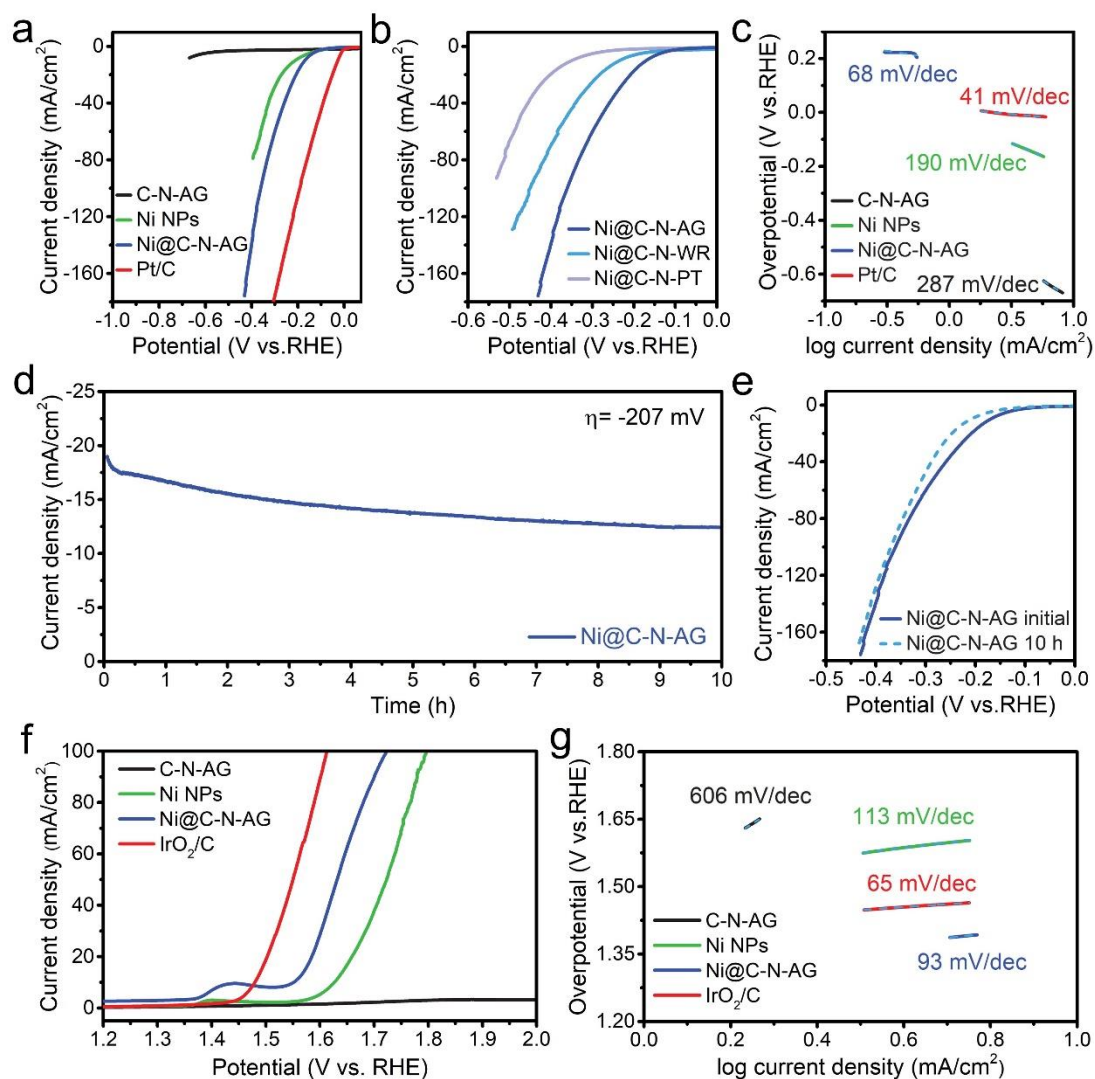 a
Current density (mA/cm²)
0
-40
-80
-120
-160
C-N-AG
Ni NPs
Ni@C-N-AG
Pt/C
-1.0 -0.8 -0.6 -0.4 -0.2 0.0
Potential (V vs.RHE)
b
Current density (mA/cm²)
0
-40
-80
-120
-160
Ni@C-N-AG
Ni@C-N-WR
Ni@C-N-PT
-0.6 -0.5 -0.4 -0.3 -0.2 -0.1 0.0
Potential (V vs.RHE)
c
Overpotential (V vs.RHE)
0.2
0.0
-0.2
-0.4
-0.6
68 mV/dec
41 mV/dec
190 mV/dec
C-N-AG
Ni NPs
Ni@C-N-AG
Pt/C
287 mV/dec
-1.0 -0.5 0.0 0.5 1.0
log current density (mA/cm²)
d
Current density (mA/cm²)
-25
-20
-15
-10
-5
0
η= -207 mV
Ni@C-N-AG
0 1 2 3 4 5 6 7 8 9 10
Time (h)
e
Current density (mA/cm²)
0
-40
-80
-120
-160
Ni@C-N-AG initial
Ni@C-N-AG 10 h
-0.5 -0.4 -0.3 -0.2 -0.1 0.0
Potential (V vs.RHE)
f
Current density (mA/cm²)
100
80
60
40
20
0
C-N-AG
Ni NPs
Ni@C-N-AG
IrO₂/C
1.2 1.3 1.4 1.5 1.6 1.7 1.8 1.9 2.0
Potential (V vs. RHE)
g
Overpotential (V vs.RHE)
1.80
1.65
1.50
1.35
1.20
606 mV/dec
113 mV/dec
65 mV/dec
93 mV/dec
C-N-AG
Ni NPs
Ni@C-N-AG
IrO₂/C
0.0 0.2 0.4 0.6 0.8 1.0
log current density (mA/cm²)